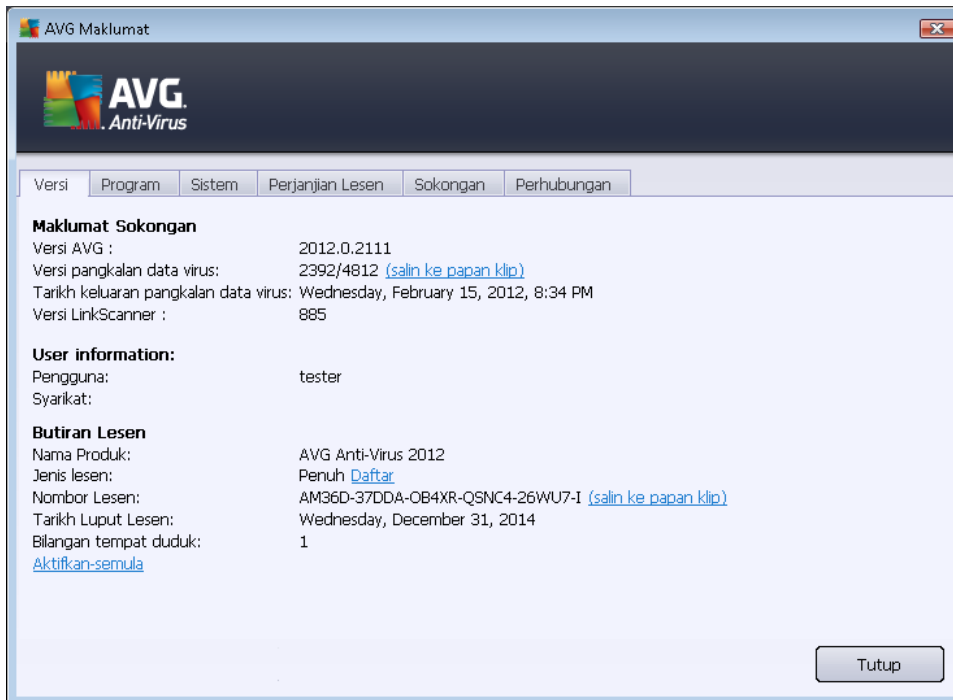 AVG Maklumat
AVG.
Anti-Virus
Versi Program Sistem Perjanjian Lesen Sokongan Perhubungan
Maklumat Sokongan
Versi AVG : 2012.0.2111
Versi pangkalan data virus: 2392/4812 (salin ke papan klip)
Tarikh keluaran pangkalan data virus: Wednesday, February 15, 2012, 8:34 PM
Versi LinkScanner : 885
User information:
Pengguna: tester
Syarikat:
Butiran Lesen
Nama Produk: AVG Anti-Virus 2012
Jenis lesen: Penuh Daftar
Nombor Lesen: AM36D-37DDA-OB4XR-QSNC4-26WU7-I (salin ke papan klip)
Tarikh Luput Lesen: Wednesday, December 31, 2014
Bilangan tempat duduk: 1
Aktifkan-semula
Tutup